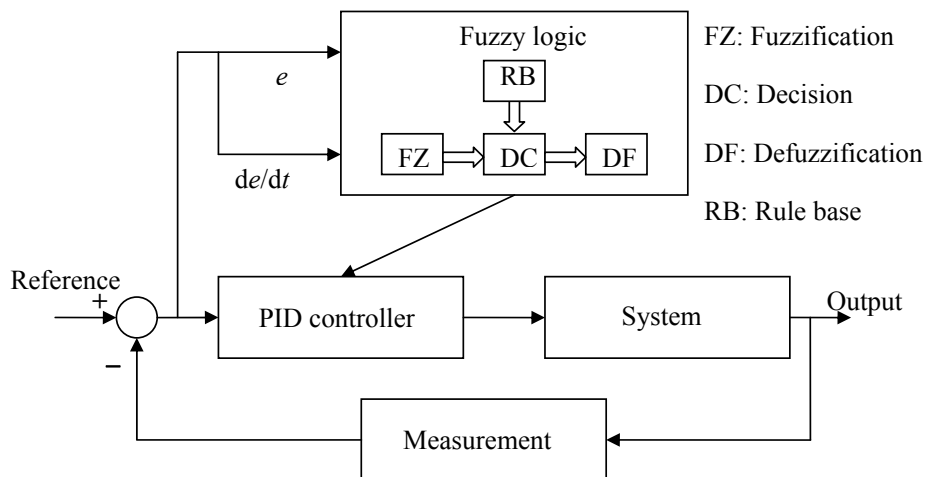 Fuzzy logic
RB
FZ
DC
DF
e
de/dt
FZ: Fuzzification
DC: Decision
DF: Defuzzification
RB: Rule base
Reference
+
−
PID controller
System
Output
Measurement